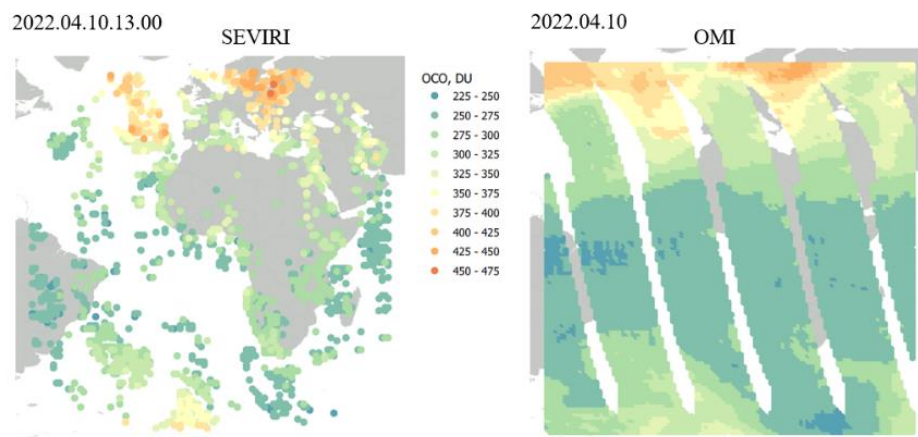 2022.04.10.13.00
SEVIRI
OCO, DU
225 - 250
250 - 275
275 - 300
300 - 325
325 - 350
350 - 375
375 - 400
400 - 425
425 - 450
450 - 475
2022.04.10
OMI